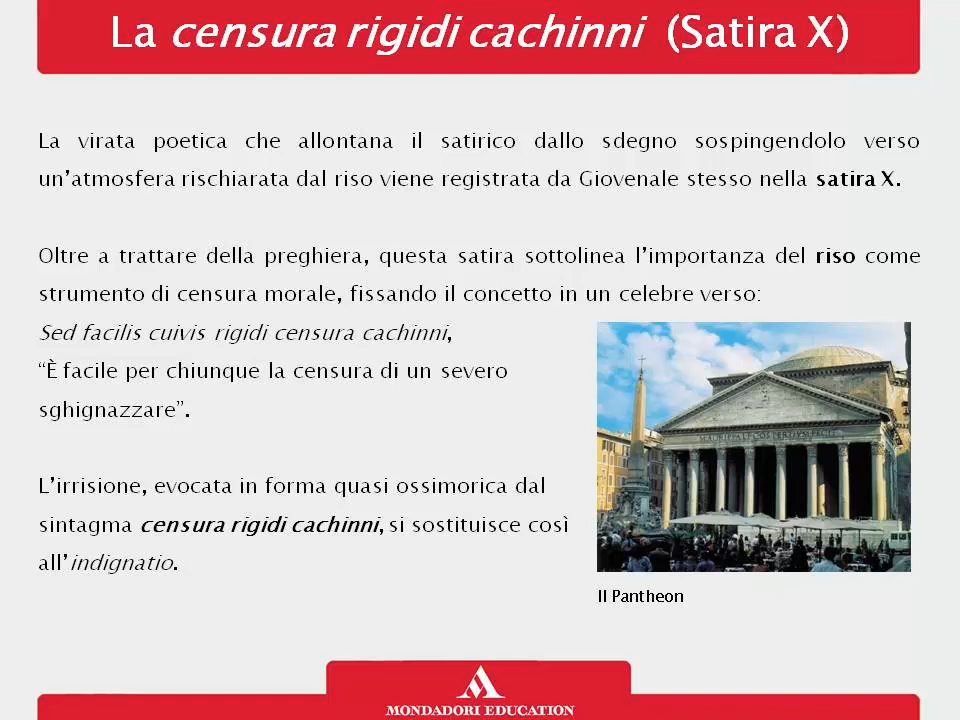 La censura rigidi cachinni (Satira X)
La virata poetica che allontana il satirico dallo sdegno sospingendolo verso
un’atmosfera rischiarata dal riso viene registrata da Giovenale stesso nella satira X.
Oltre a trattare della preghiera, questa satira sottolinea l’importanza del riso come
strumento di censura morale, fissando il concetto in un celebre verso:
Sed facilis cuivis rigidi censura cachinni,
“È facile per chiunque la censura di un severo
sghignazzare”.
L’irrisione, evocata in forma quasi ossimorica dal
sintagma censura rigidi cachinni, si sostituisce così
all’indignatio.
Il Pantheon
MONDADORI EDUCATION